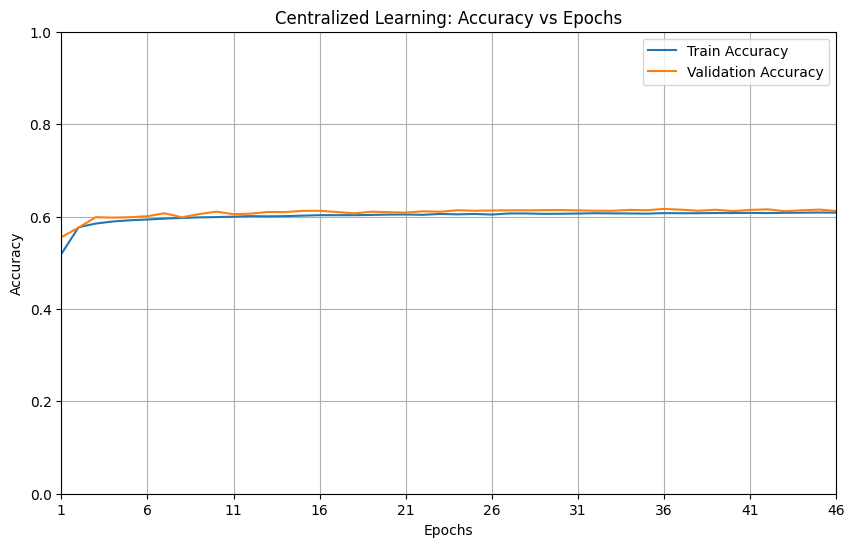 Centralized Learning: Accuracy vs Epochs
Train Accuracy
Validation Accuracy
1.0
0.8
0.6
0.4
0.2
0.0
Accuracy
1 6 11 16 21 26 31 36 41 46
Epochs